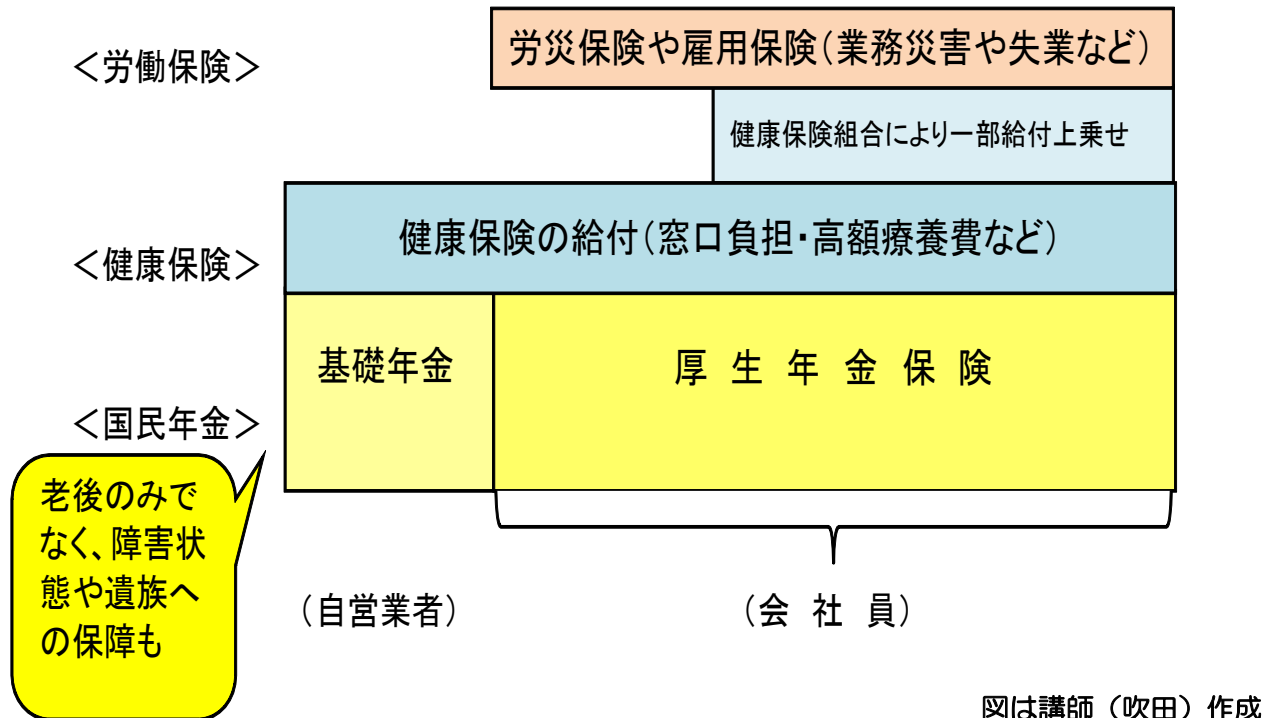 ＜労働保険＞
労災保険や雇用保険（業務災害や失業など）
健康保険組合により一部給付上乗せ
＜健康保険＞
健康保険の給付（窓口負担・高額療養費など）
＜国民年金＞
基礎年金
厚 生 年 金 保 険
老後のみで
なく、障害状
態や遺族へ
の保障も
（自営業者）
（会 社 員）
図は講師（吹田）作成